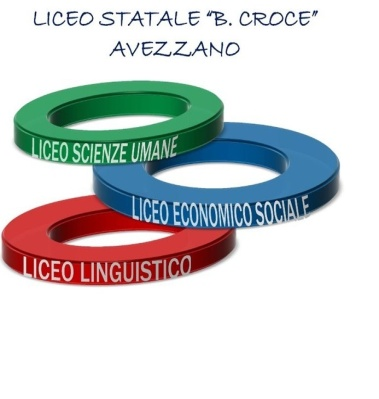 LICEO STATALE "B. CROCE"
AVEZZANO
LICEO SCIENZE UMANE
LICEO ECONOMICO SOCIALE
LICEO LINGUISTICO